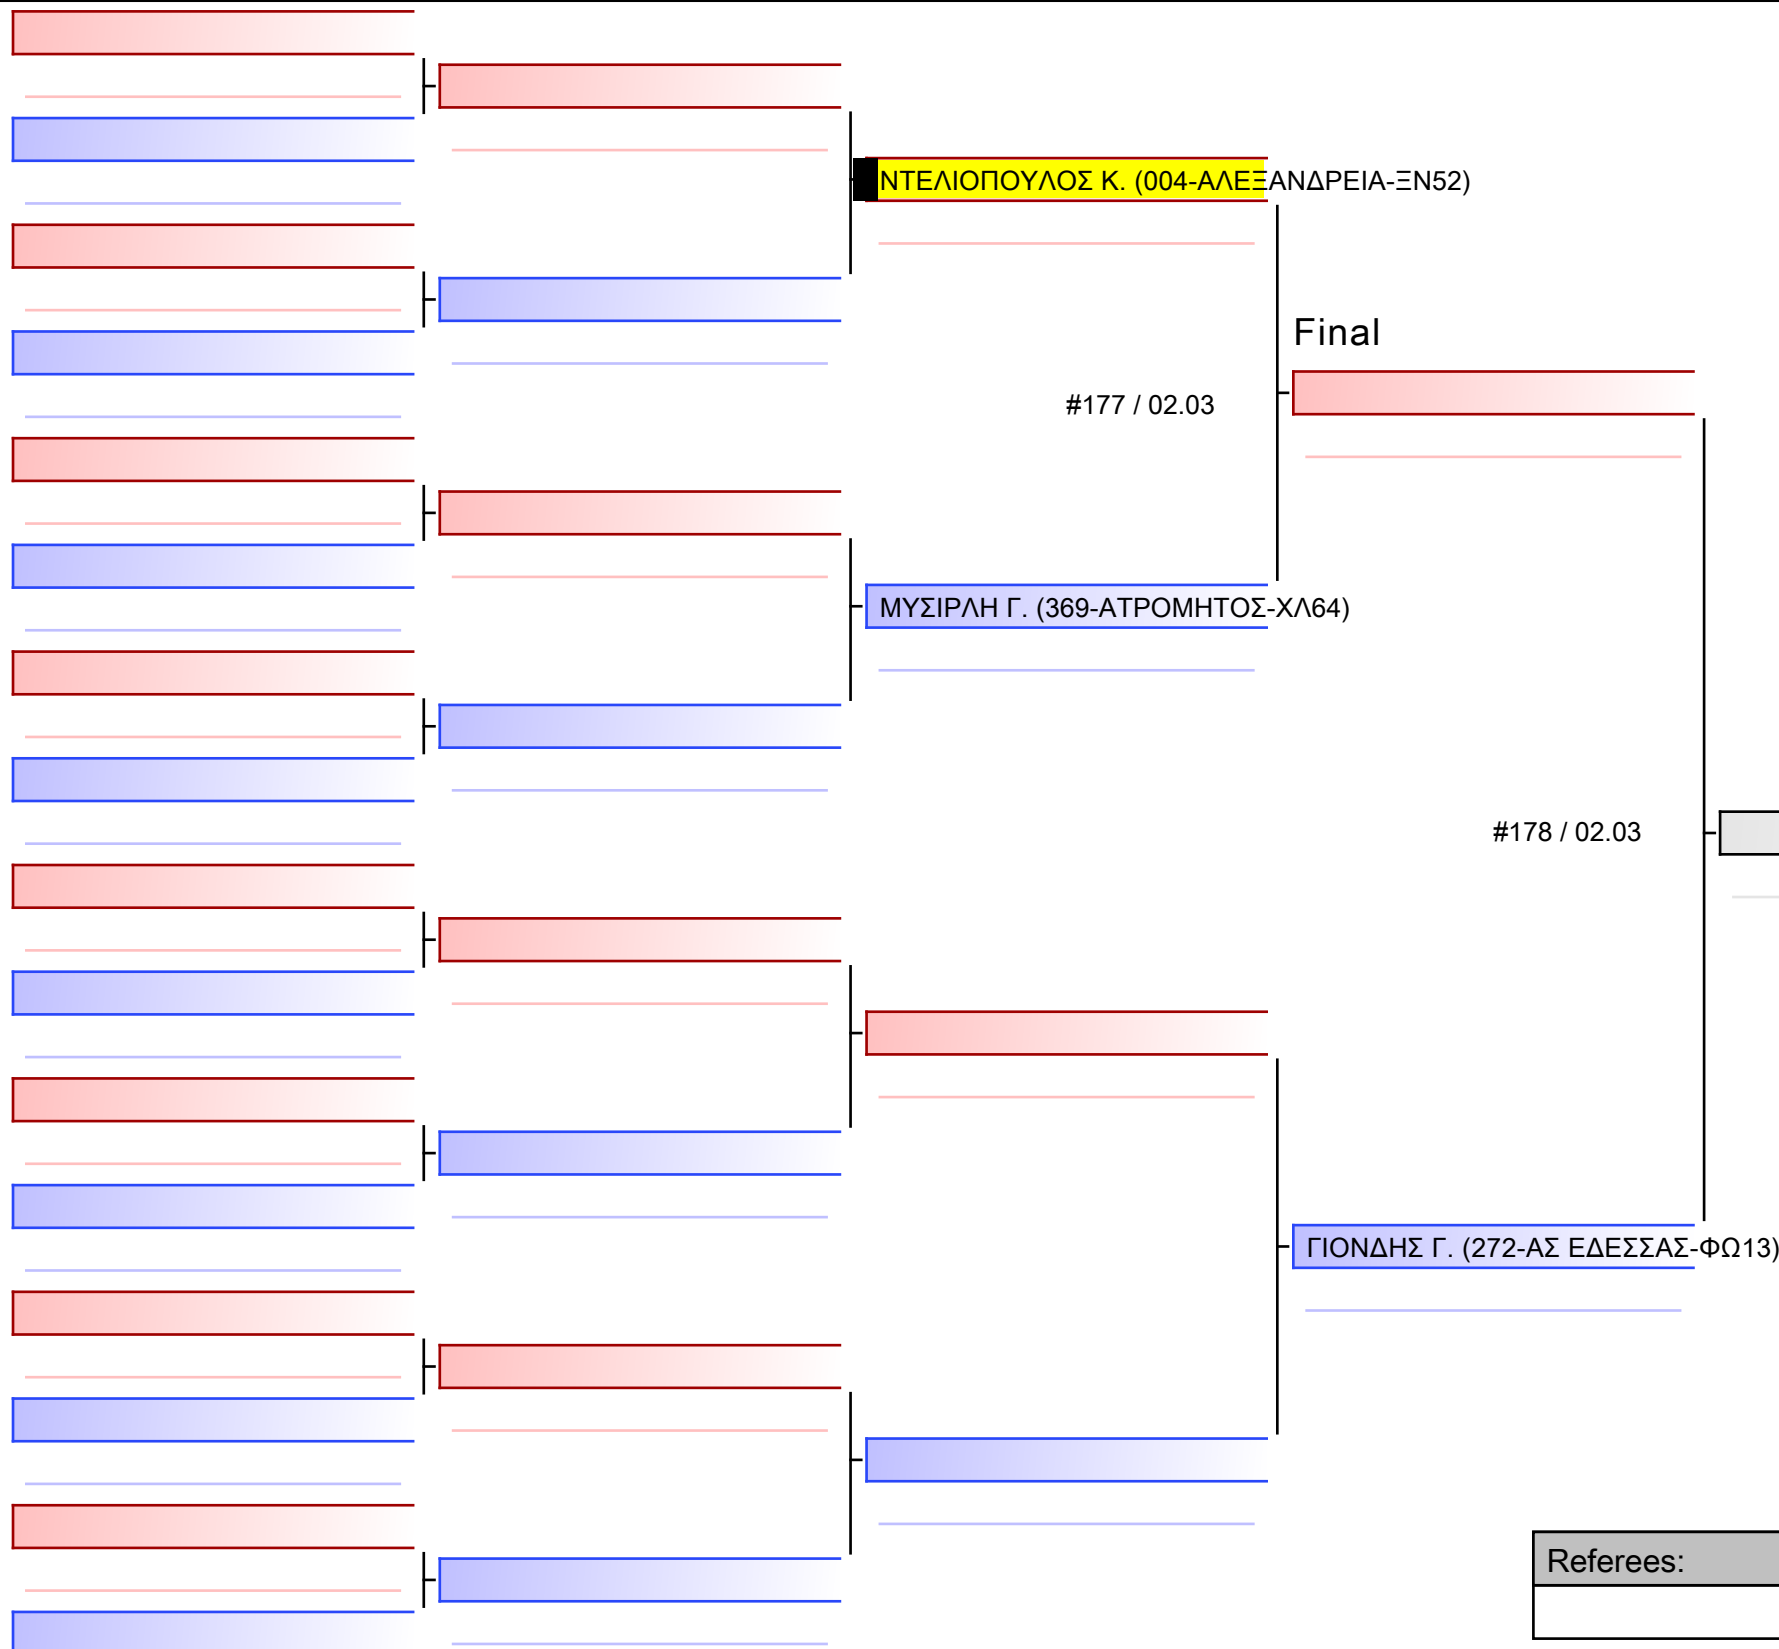 ΝΤΕΛΙΟΠΟΥΛΟΣ Κ. (004-ΑΛΕΞΑΝΔΡΕΙΑ-ΞΝ52)
Final
#177 / 02.03
ΜΥΣΙΡΛΗ Γ. (369-ΑΤΡΟΜΗΤΟΣ-ΧΛ64)
#178 / 02.03
ΓΙΟΝΔΗΣ Γ. (272-ΑΣ ΕΔΕΣΣΑΣ-ΦΩ13)
Referees: